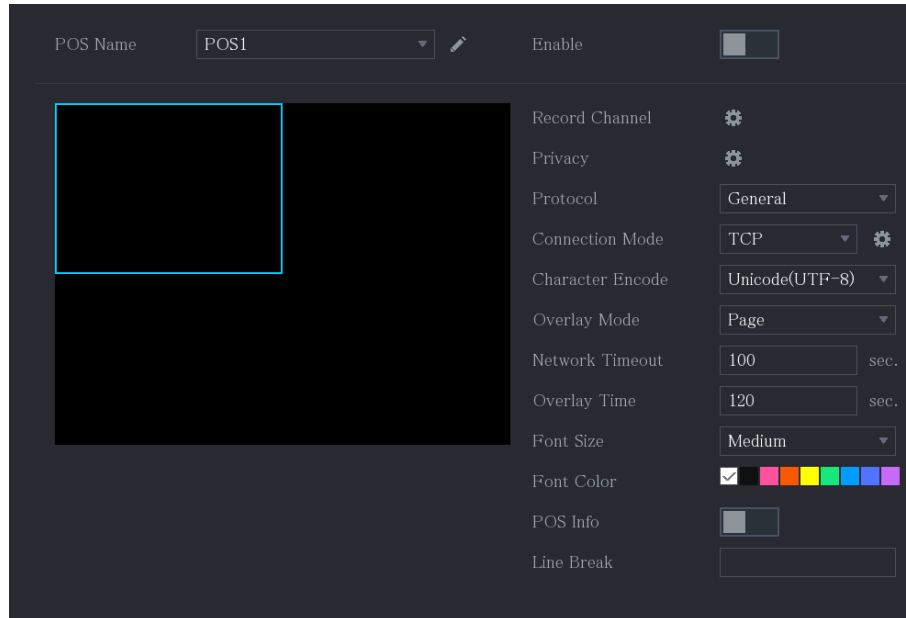 POS Name POS1 Enable
Record Channel
Privacy
Protocol General
Connection Mode TCP
Character Encode Unicode(UTF-8)
Overlay Mode Page
Network Timeout 100 sec.
Overlay Time 120 sec.
Font Size Medium
Font Color
POS Info
Line Break